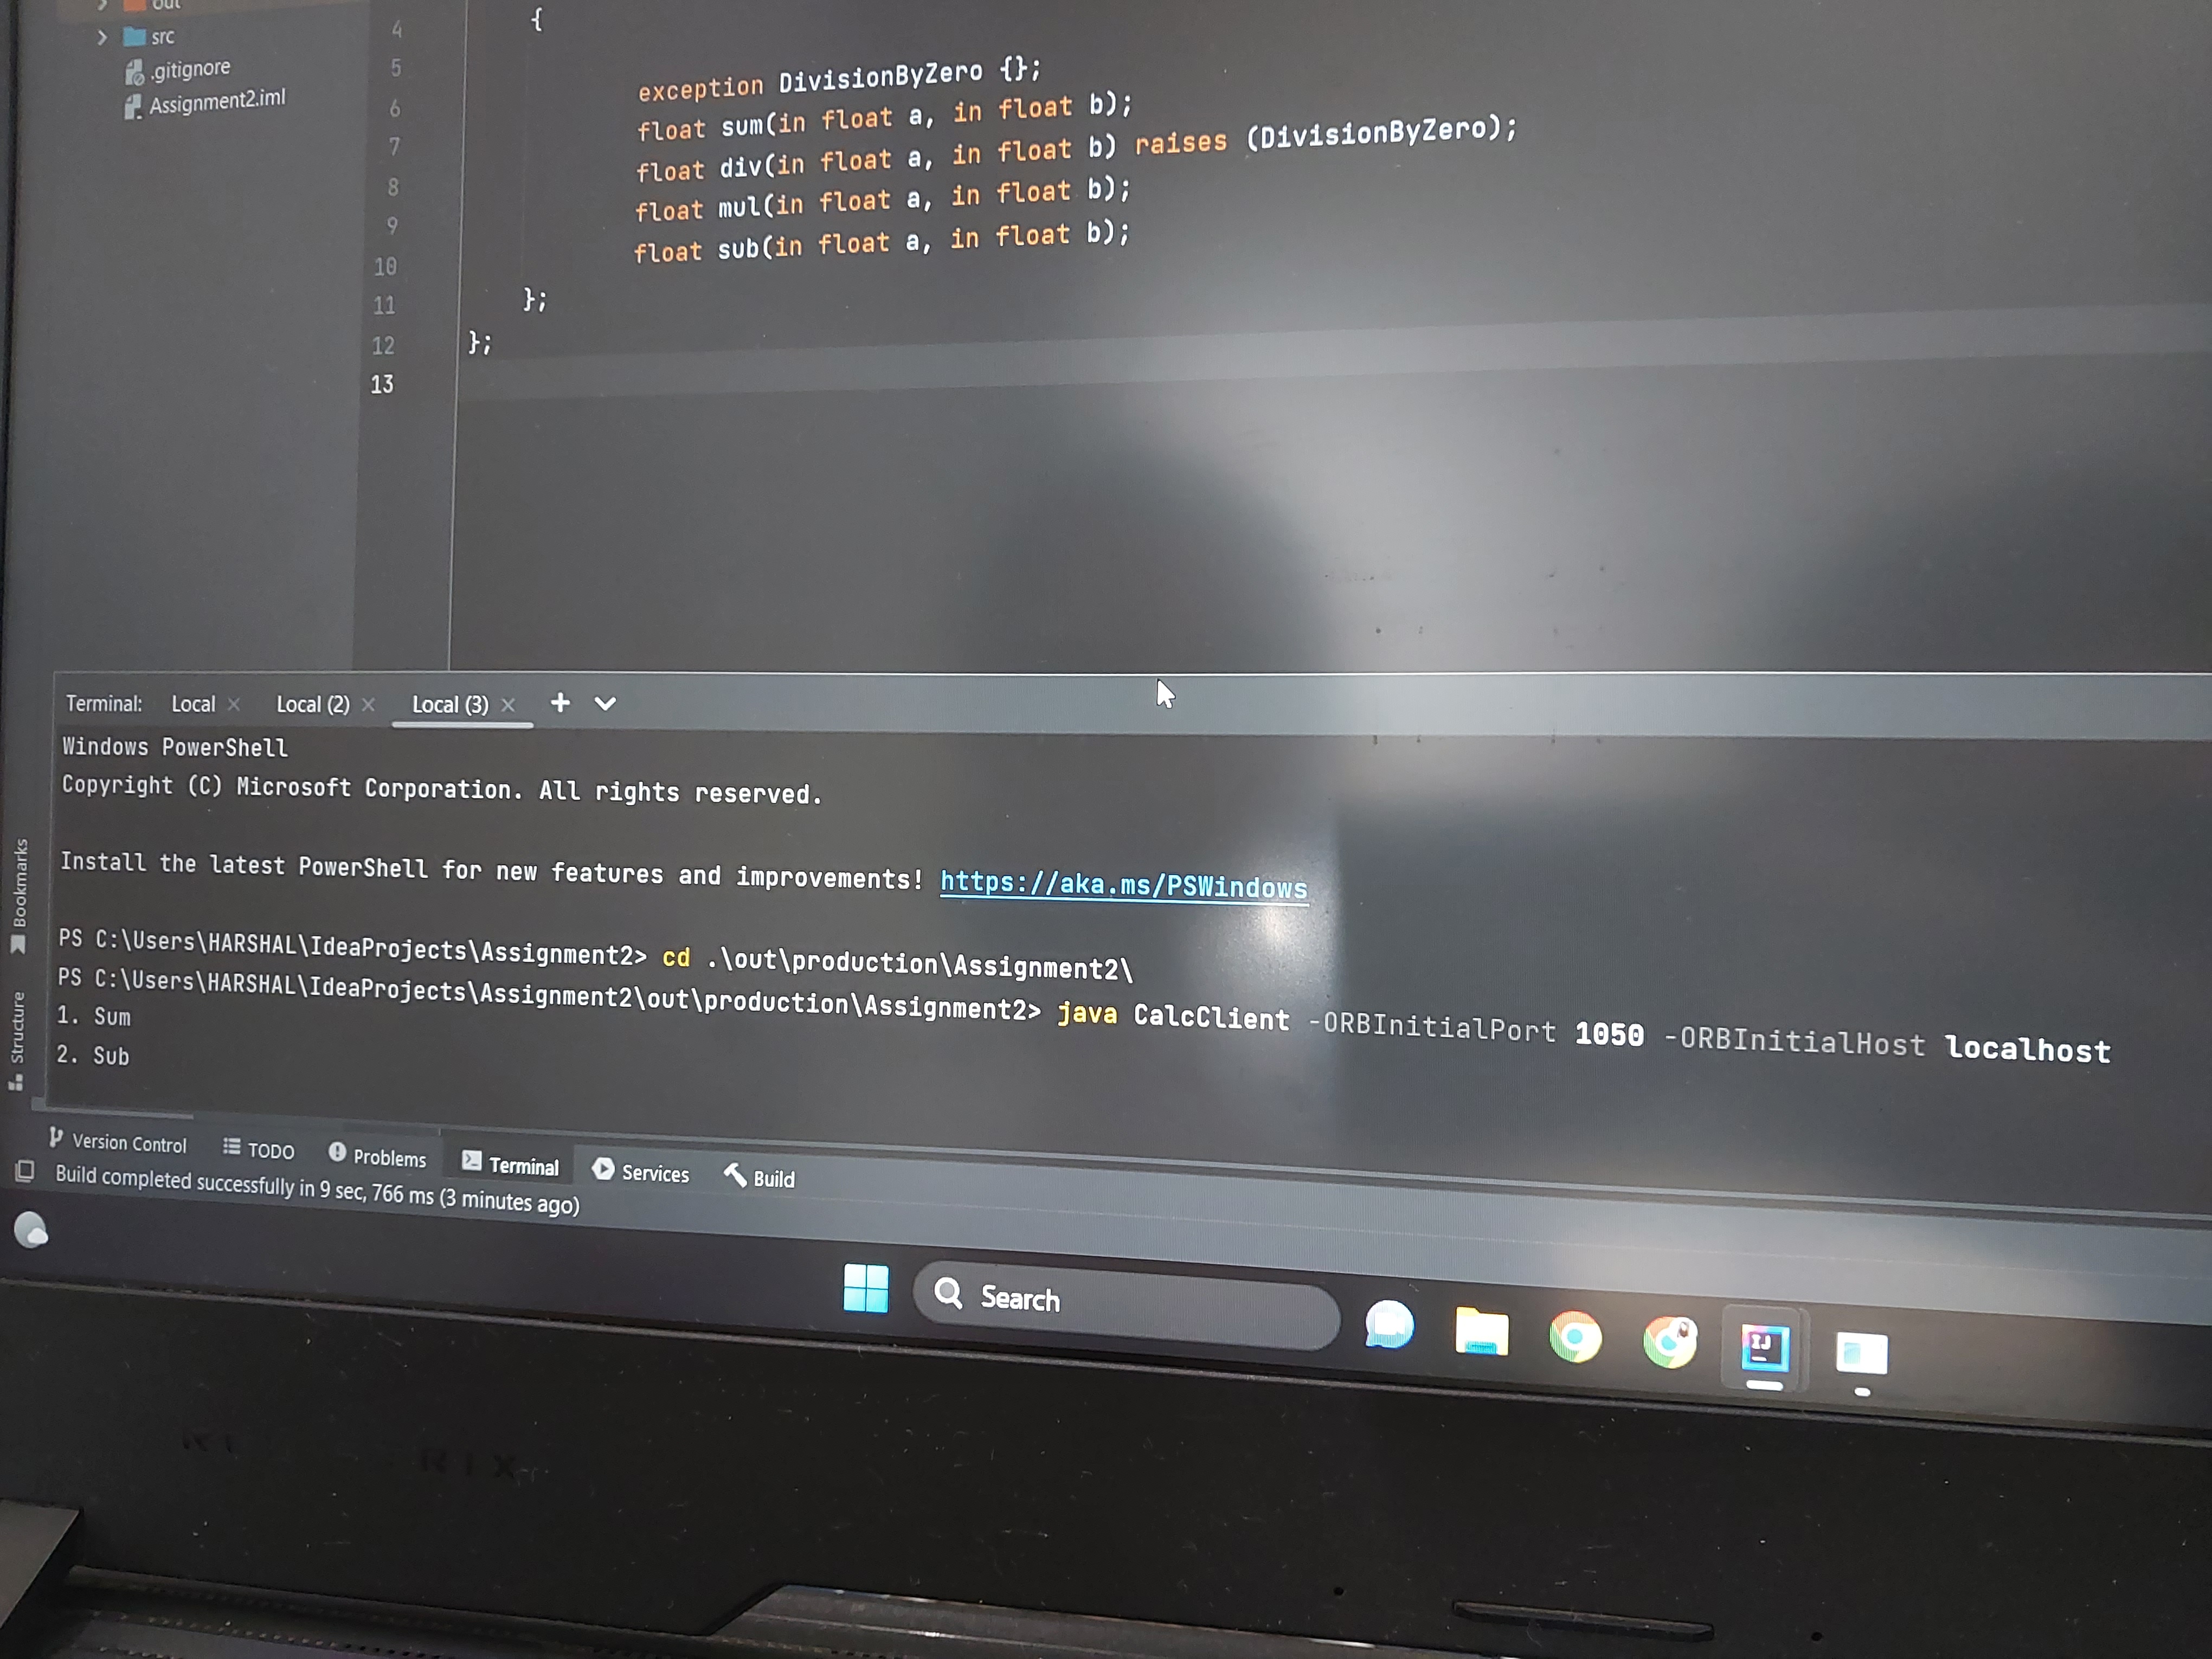 out
src
.gitignore
Assignment2.iml
4 {
5
6 exception DivisionByZero {};
7 float sum(in float a, in float b);
8 float div(in float a, in float b) raises (DivisionByZero);
9 float mul(in float a, in float b);
10 float sub(in float a, in float b);
11 };
12 };
13
Terminal: Local Local (2) Local (3)
Windows PowerShell
Copyright (C) Microsoft Corporation. All rights reserved.
Install the latest PowerShell for new features and improvements! https://aka.ms/PSWindows
PS C:\Users\HARSHAL\IdeaProjects\Assignment2> cd .\out\production\Assignment2\
PS C:\Users\HARSHAL\IdeaProjects\Assignment2\out\production\Assignment2> java CalcClient -ORBInitialPort 1050 -ORBInitialHost localhost
1. Sum
2. Sub
Bookmarks
Structure
Version Control TODO Problems Terminal Services Build
Build completed successfully in 9 sec, 766 ms (3 minutes ago)
Search
IJ